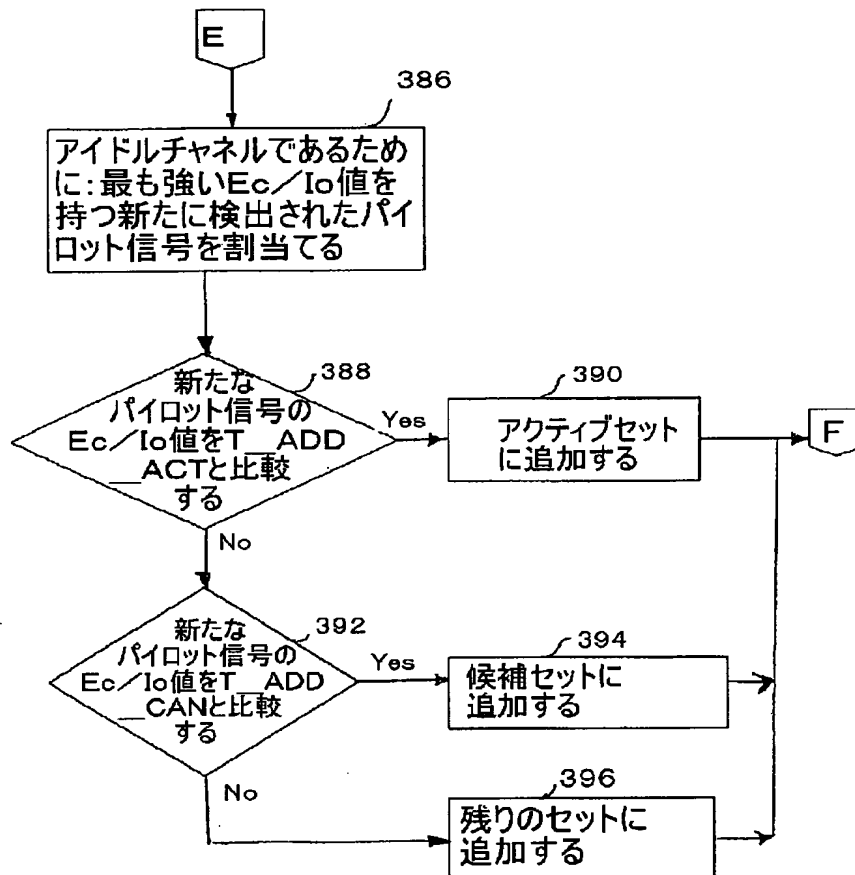 E
386
アイドルチャネルであるため
に:最も強いEc/Io値を
持つ新たに検出されたパイ
ロット信号を割当てる
388
新たな
パイロット信号の
Ec/Io値をT__ADD
__ACTと比較
する
Yes
390
アクティブセット
に追加する
F
No
392
新たな
パイロット信号の
Ec/Io値をT__ADD
__CANと比較
する
Yes
394
候補セットに
追加する
No
396
残りのセットに
追加する